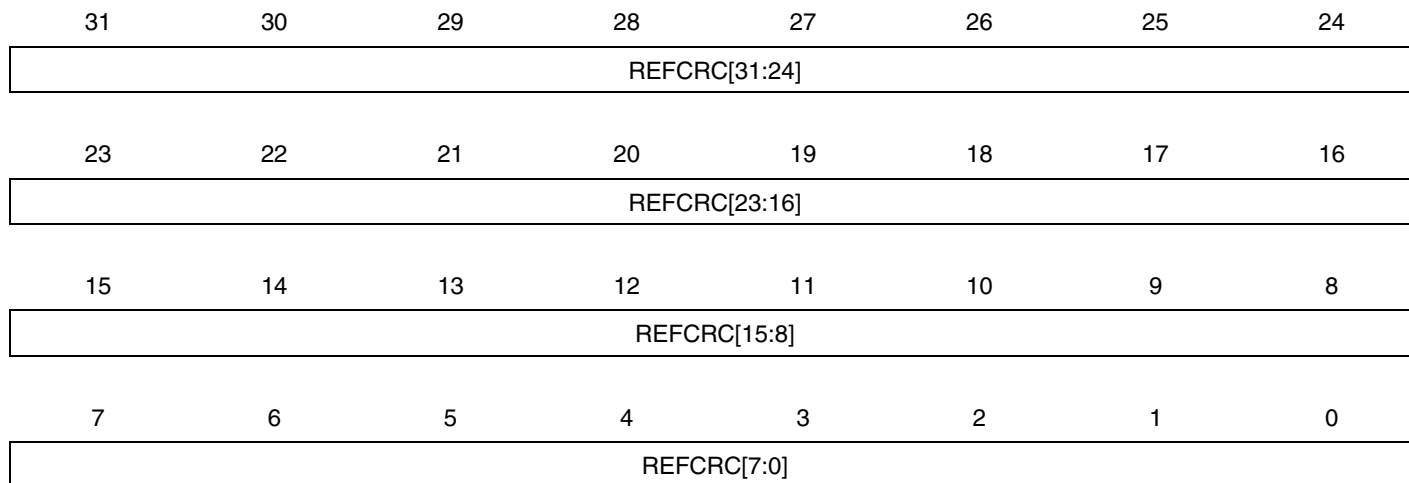 31 30 29 28 27 26 25 24
REFCRC[31:24]
23 22 21 20 19 18 17 16
REFCRC[23:16]
15 14 13 12 11 10 9 8
REFCRC[15:8]
7 6 5 4 3 2 1 0
REFCRC[7:0]